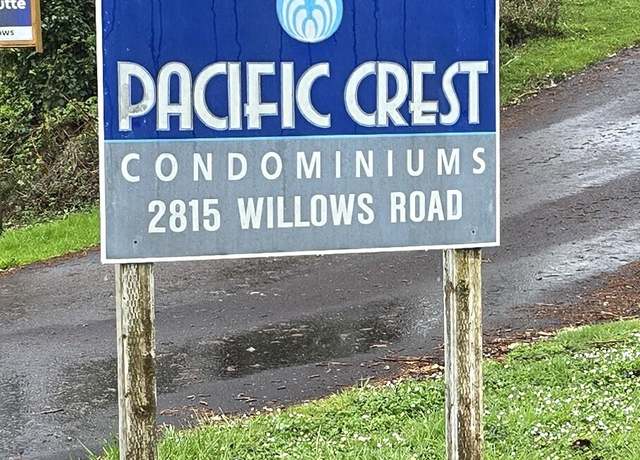 PACIFIC CREST
CONDOMINIUMS
2815 WILLOWS ROAD